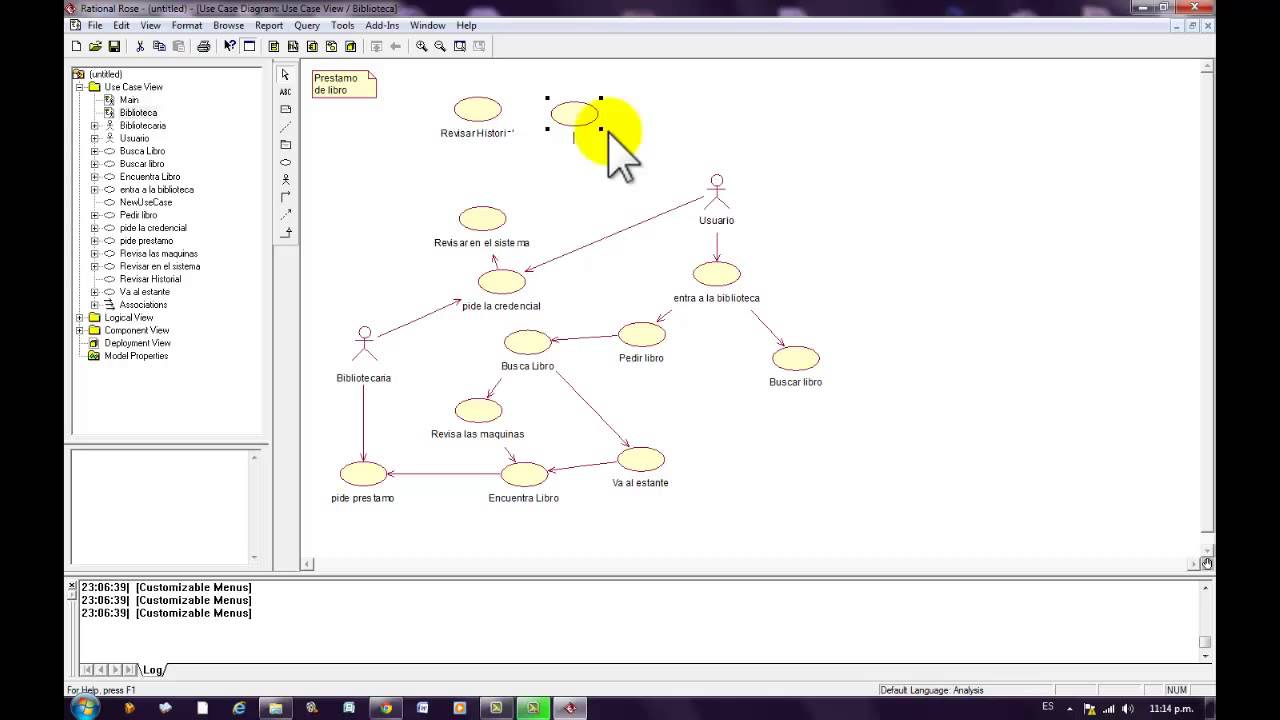 Rational Rose - (untitled) - [Use Case Diagram: Use Case View / Biblioteca]
File Edit View Format Browse Report Query Tools Add-Ins Window Help
ABC
(untitled)
Use Case View
Main
Biblioteca
Bibliotecaria
Usuario
Busca Libro
Buscar libro
Encuentra Libro
entra a la biblioteca
NewUseCase
Pedir libro
pide la credencial
pide prestamo
Revisa las maquinas
Revisar en el sistema
Revisar Historial
Va al estante
Associations
Logical View
Component View
Deployment View
Model Properties
Prestamo
de libro
Usuario
Revisar en el sistema
entra a la biblioteca
pide la credencial
Pedir libro
Busca Libro
Bibliotecaria
Buscar libro
Revisa las maquinas
Va al estante
pide prestamo
Encuentra Libro
23:06:39| [Customizable Menus]
23:06:39| [Customizable Menus]
23:06:39| [Customizable Menus]
Log
For Help, press F1
Default Language: Analysis
NUM
ES
11:14 p.m.